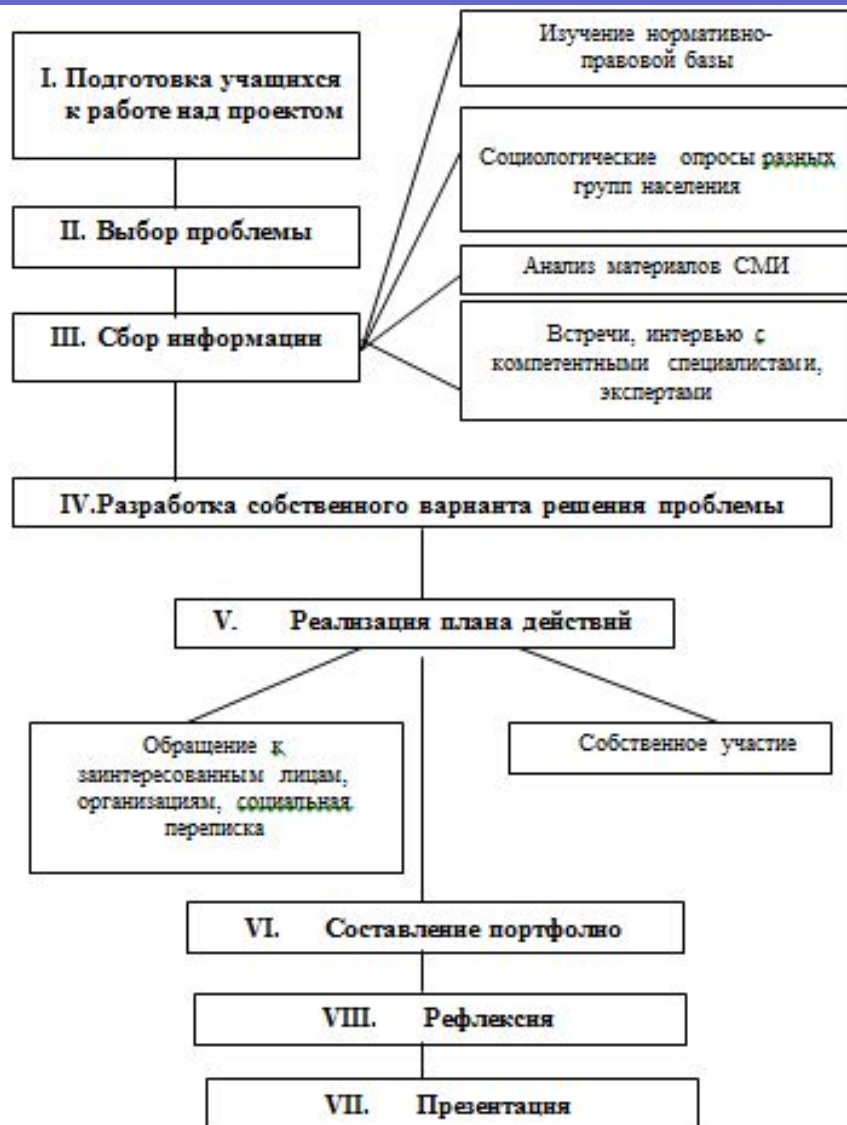 I. Подготовка учащихся
к работе над проектом
II. Выбор проблемы
III. Сбор информации
Изучение нормативно-
правовой базы
Социологические опросы разных
групп населения
Анализ материалов СМИ
Встречи, интервью с
компетентными специалистами,
экспертами
IV.Разработка собственного варианта решения проблемы
V. Реализация плана действий
Обращение к
заинтересованным лицам,
организациям, социальная
переписка
Собственное участие
VI. Составление портфолио
VIII. Рефлексия
VII. Презентация